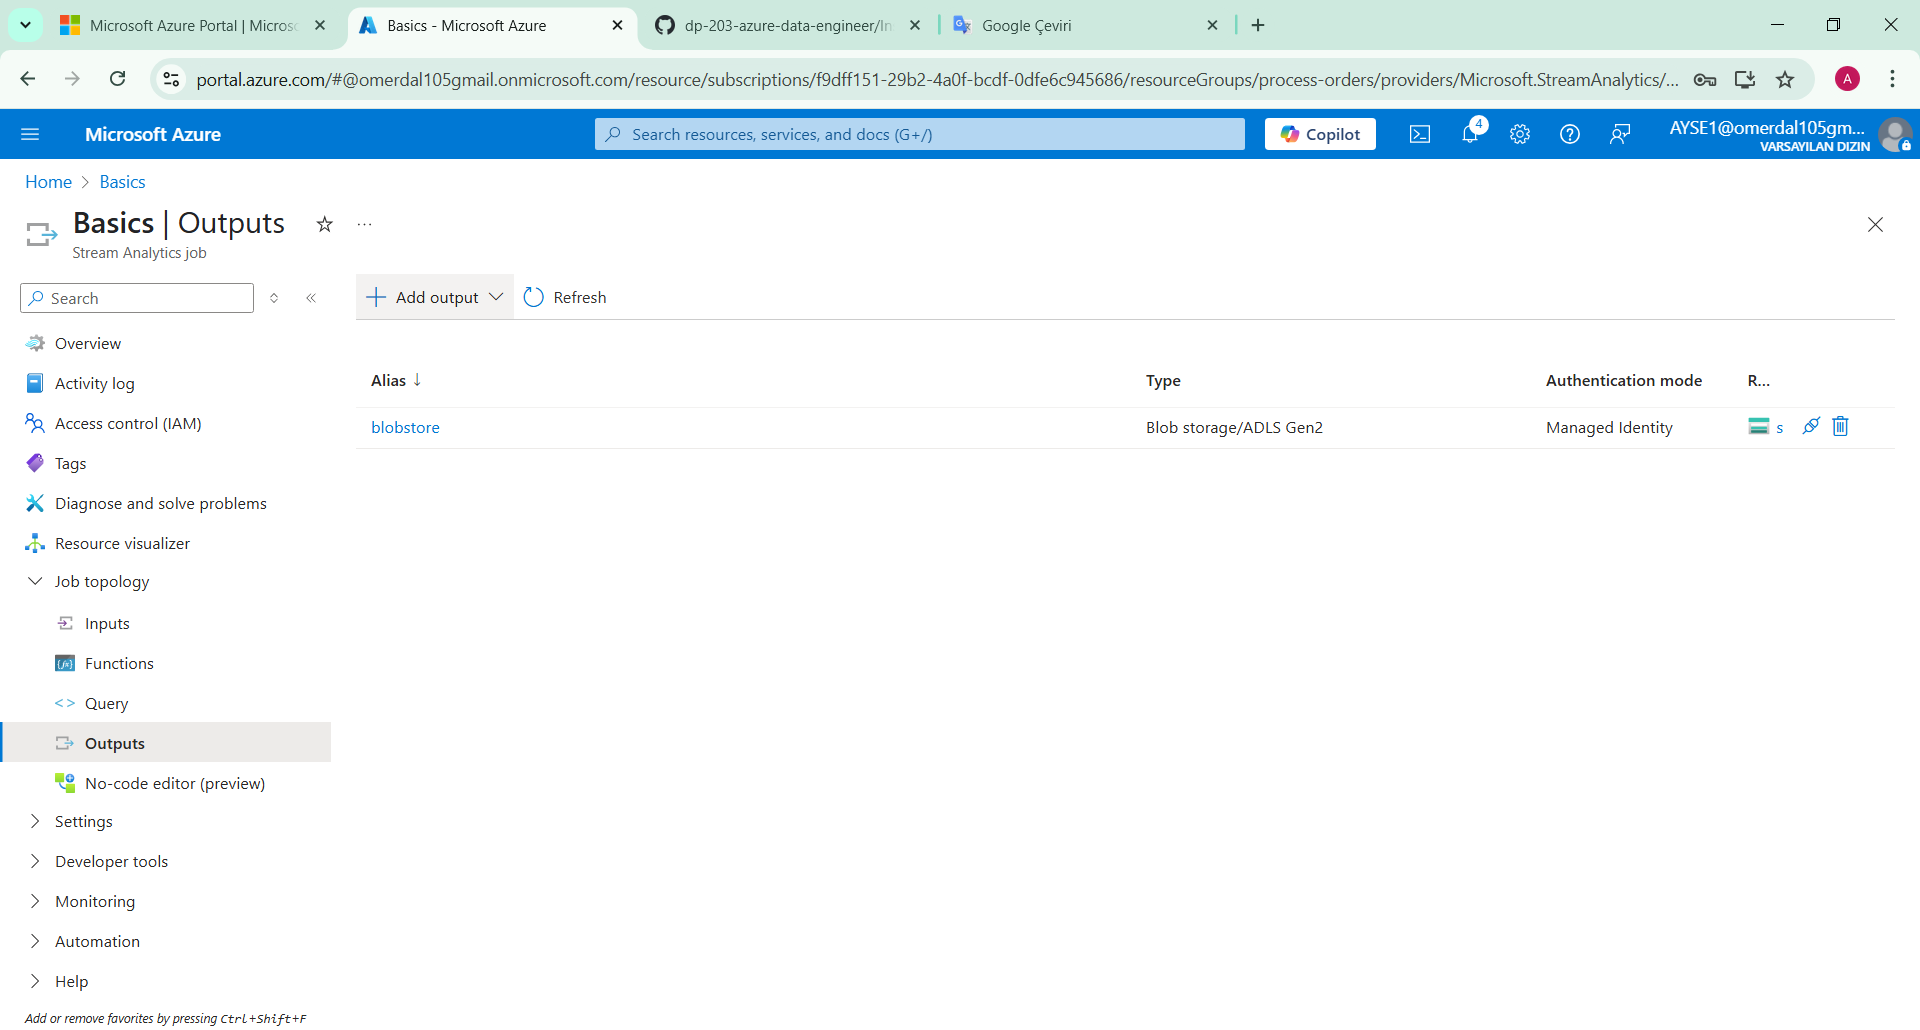 Microsoft Azure Portal | Micros
Basics - Microsoft Azure
dp-203-azure-data-engineer/In
Google Çeviri
portal.azure.com/#@omerdal105gmail.onmicrosoft.com/resource/subscriptions/f9dff151-29b2-4a0f-bcdf-0dfe6c945686/resourceGroups/process-orders/providers/Microsoft.StreamAnalytics/...
A
Microsoft Azure
Search resources, services, and docs (G+/)
Copilot
4
AYSE1@omerdal105gm...
VARSAYILAN DIZIN
Home > Basics
Basics | Outputs
...
Stream Analytics job
Search
Add output
Refresh
Overview
Activity log
Access control (IAM)
Tags
Diagnose and solve problems
Resource visualizer
Job topology
Inputs
Functions
Query
Outputs
No-code editor (preview)
Settings
Developer tools
Monitoring
Automation
Help
Add or remove favorites by pressing Ctrl+Shift+F
Alias ↓ Type Authentication mode R...
blobstore Blob storage/ADLS Gen2 Managed Identity s